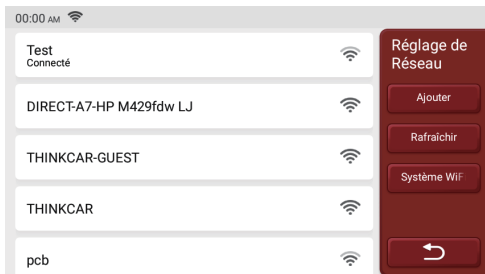 00:00 AM
Test
Connecté
DIRECT-A7-HP M429fdw LJ
THINKCAR-GUEST
THINKCAR
pcb
Réglage de
Réseau
Ajouter
Rafraîchir
Système WiF